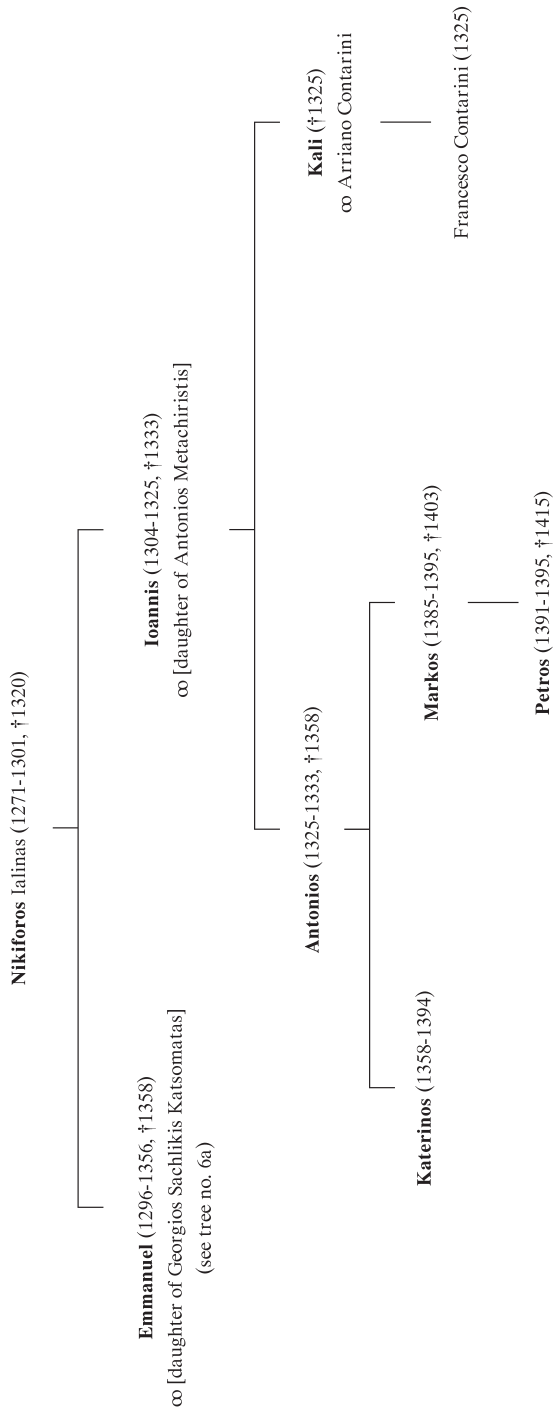 Nikiforos Ialinas (1271-1301, †1320)
Emmanuel (1296-1356, †1358)
∞ [daughter of Georgios Sachlikis Katsomatas]
(see tree no. 6a)
Ioannis (1304-1325, †1333)
∞ [daughter of Antonios Metachiristis]
Antonios (1325-1333, †1358)
Kali (†1325)
∞ Arriano Contarini
Katerinos (1358-1394)
Markos (1385-1395, †1403)
Francesco Contarini (1325)
Petros (1391-1395, †1415)